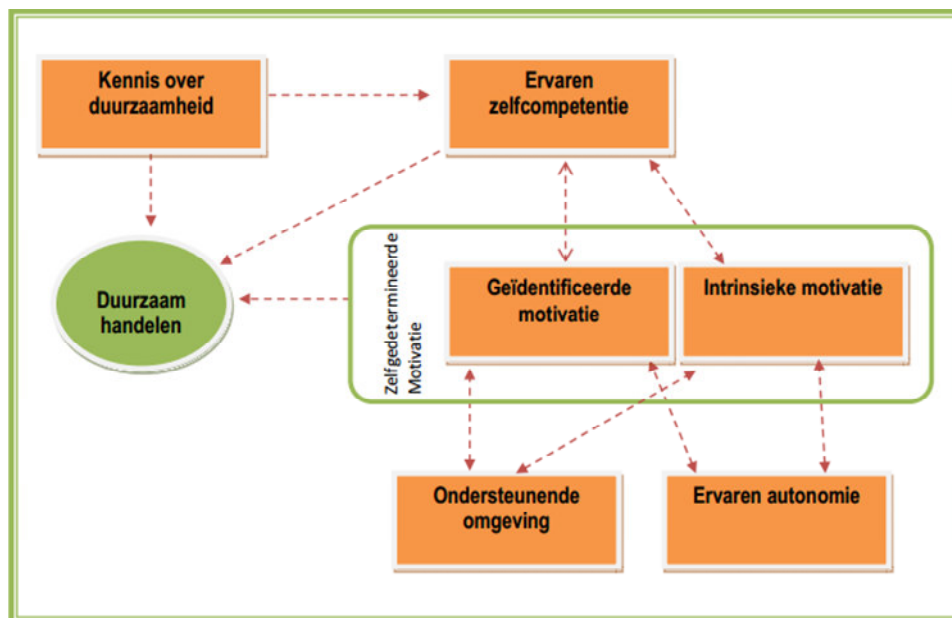 Kennis over
duurzaamheid
Ervaren
zelfcompetentie
Duurzaam
handelen
Zelfgedetermineerde
Motivatie
Geïdentificeerde
motivatie
Intrinsieke motivatie
Ondersteunende
omgeving
Ervaren autonomie